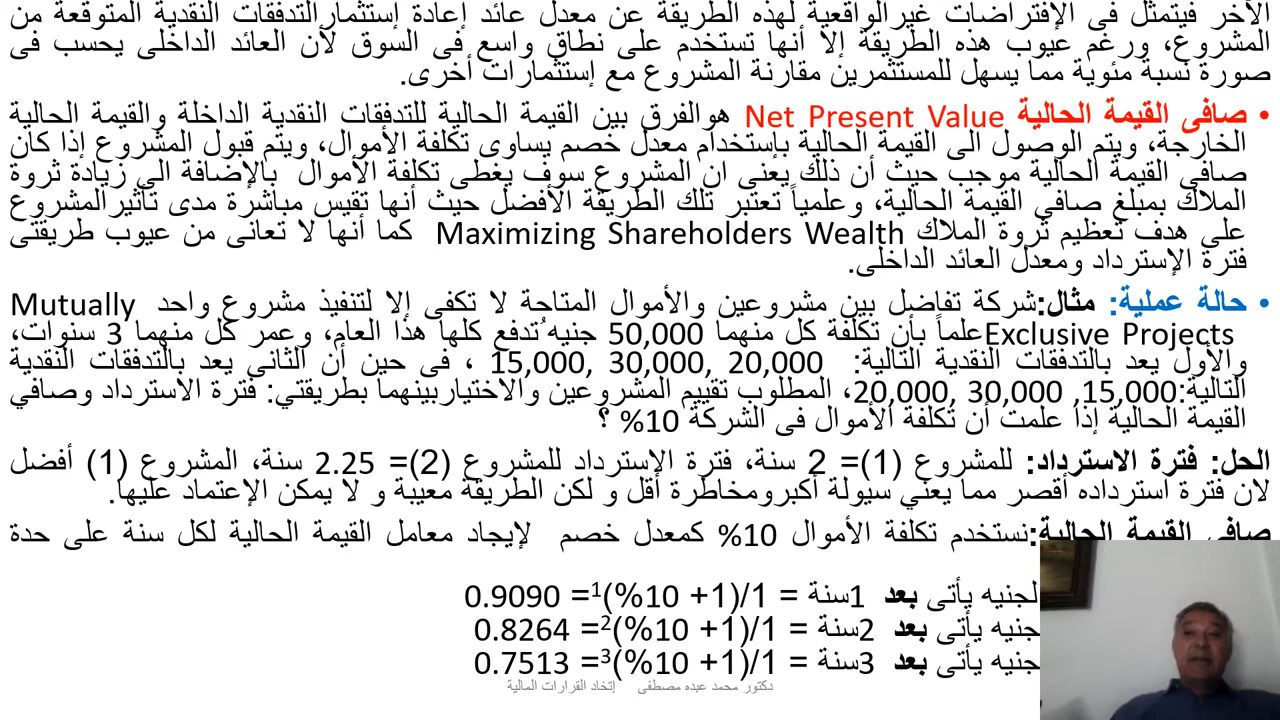 الآخر فيتمثل فى الإفتراضات غيرالواقعية لهذه الطريقة عن معدل عائد إعادة إستثمارالتدفقات النقدية المتوقعة من
المشروع، ورغم عيوب هذه الطريقة إلا أنها تستخدم على نطاق واسع فى السوق لأن العائد الداخلى يحسب فى
صورة نسبة مئوية مما يسهل للمستثمرين مقارنة المشروع مع إستثمارات أخرى.
• صافى القيمة الحالية Net Present Value هوالفرق بين القيمة الحالية للتدفقات النقدية الداخلة والقيمة الحالية
الخارجة، ويتم الوصول الى القيمة الحالية بإستخدام معدل خصم يساوى تكلفة الأموال، ويتم قبول المشروع إذا كان
صافى القيمة الحالية موجب حيث أن ذلك يعنى ان المشروع سوف يغطى تكلفة الأموال بالإضافة الى زيادة ثروة
الملاك بمبلغ صافى القيمة الحالية، وعلمياً تعتبر تلك الطريقة الأفضل حيث أنها تقيس مباشرة مدى تأثيرالمشروع
على هدف تعظيم ثروة الملاك Maximizing Shareholders Wealth كما أنها لا تعانى من عيوب طريقتى
فترة الإسترداد ومعدل العائد الداخلى.
• حالة عملية: مثال:شركة تفاضل بين مشروعين والأموال المتاحة لا تكفى إلا لتنفيذ مشروع واحد Mutually
Exclusive Projectsعلماً بأن تكلفة كل منهما 50,000 جنيه تُدفع كلها هذا العام، وعمر كل منهما 3 سنوات،
والأول يعد بالتدفقات النقدية التالية: 20,000 ,30,000 ,15,000 ، فى حين أن الثانى يعد بالتدفقات النقدية
التالية:15,000, 30,000 ,20,000، المطلوب تقييم المشروعين والاختياربينهما بطريقتي: فترة الاسترداد وصافي
القيمة الحالية إذا علمت أن تكلفة الأموال فى الشركة 10% ؟
الحل: فترة الاسترداد: للمشروع (1)= 2 سنة، فترة الإسترداد للمشروع (2)= 2.25 سنة، المشروع (1) أفضل
لان فترة استرداده أقصر مما يعني سيولة أكبرومخاطرة أقل و لكن الطريقة معيبة و لا يمكن الإعتماد عليها.
صافى القيمة الحالية:نستخدم تكلفة الأموال 10% كمعدل خصم لإيجاد معامل القيمة الحالية لكل سنة على حدة
لجنيه يأتى بعد 1سنة = 1/(1+ 10%)¹= 0.9090
جنيه يأتى بعد 2سنة = 1/(1+ 10%)²= 0.8264
جنيه يأتى بعد 3سنة = 1/(1+ 10%)³= 0.7513
دكتور محمد عبده مصطفى إتخاد القرارات المالية